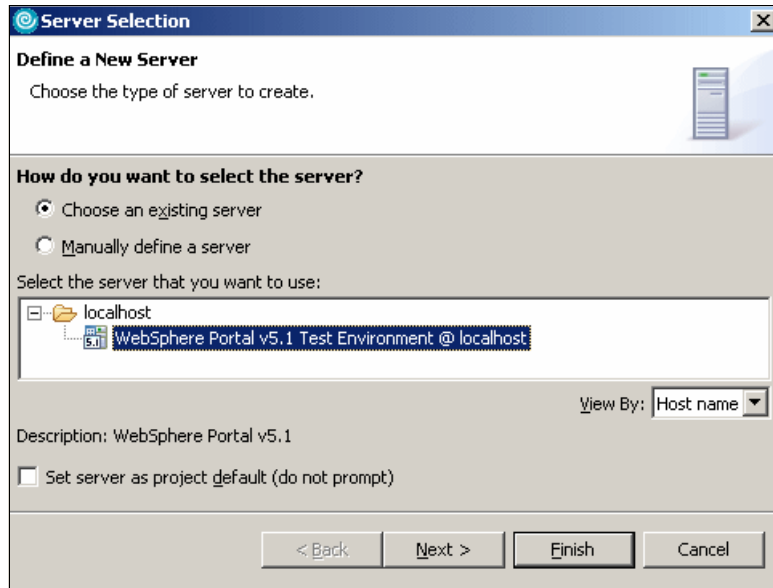 Server Selection
Define a New Server
Choose the type of server to create.
How do you want to select the server?
Choose an existing server
Manually define a server
Select the server that you want to use:
localhost
5.1 WebSphere Portal v5.1 Test Environment @ localhost
View By: Host name
Description: WebSphere Portal v5.1
Set server as project default (do not prompt)
< Back Next > Finish Cancel